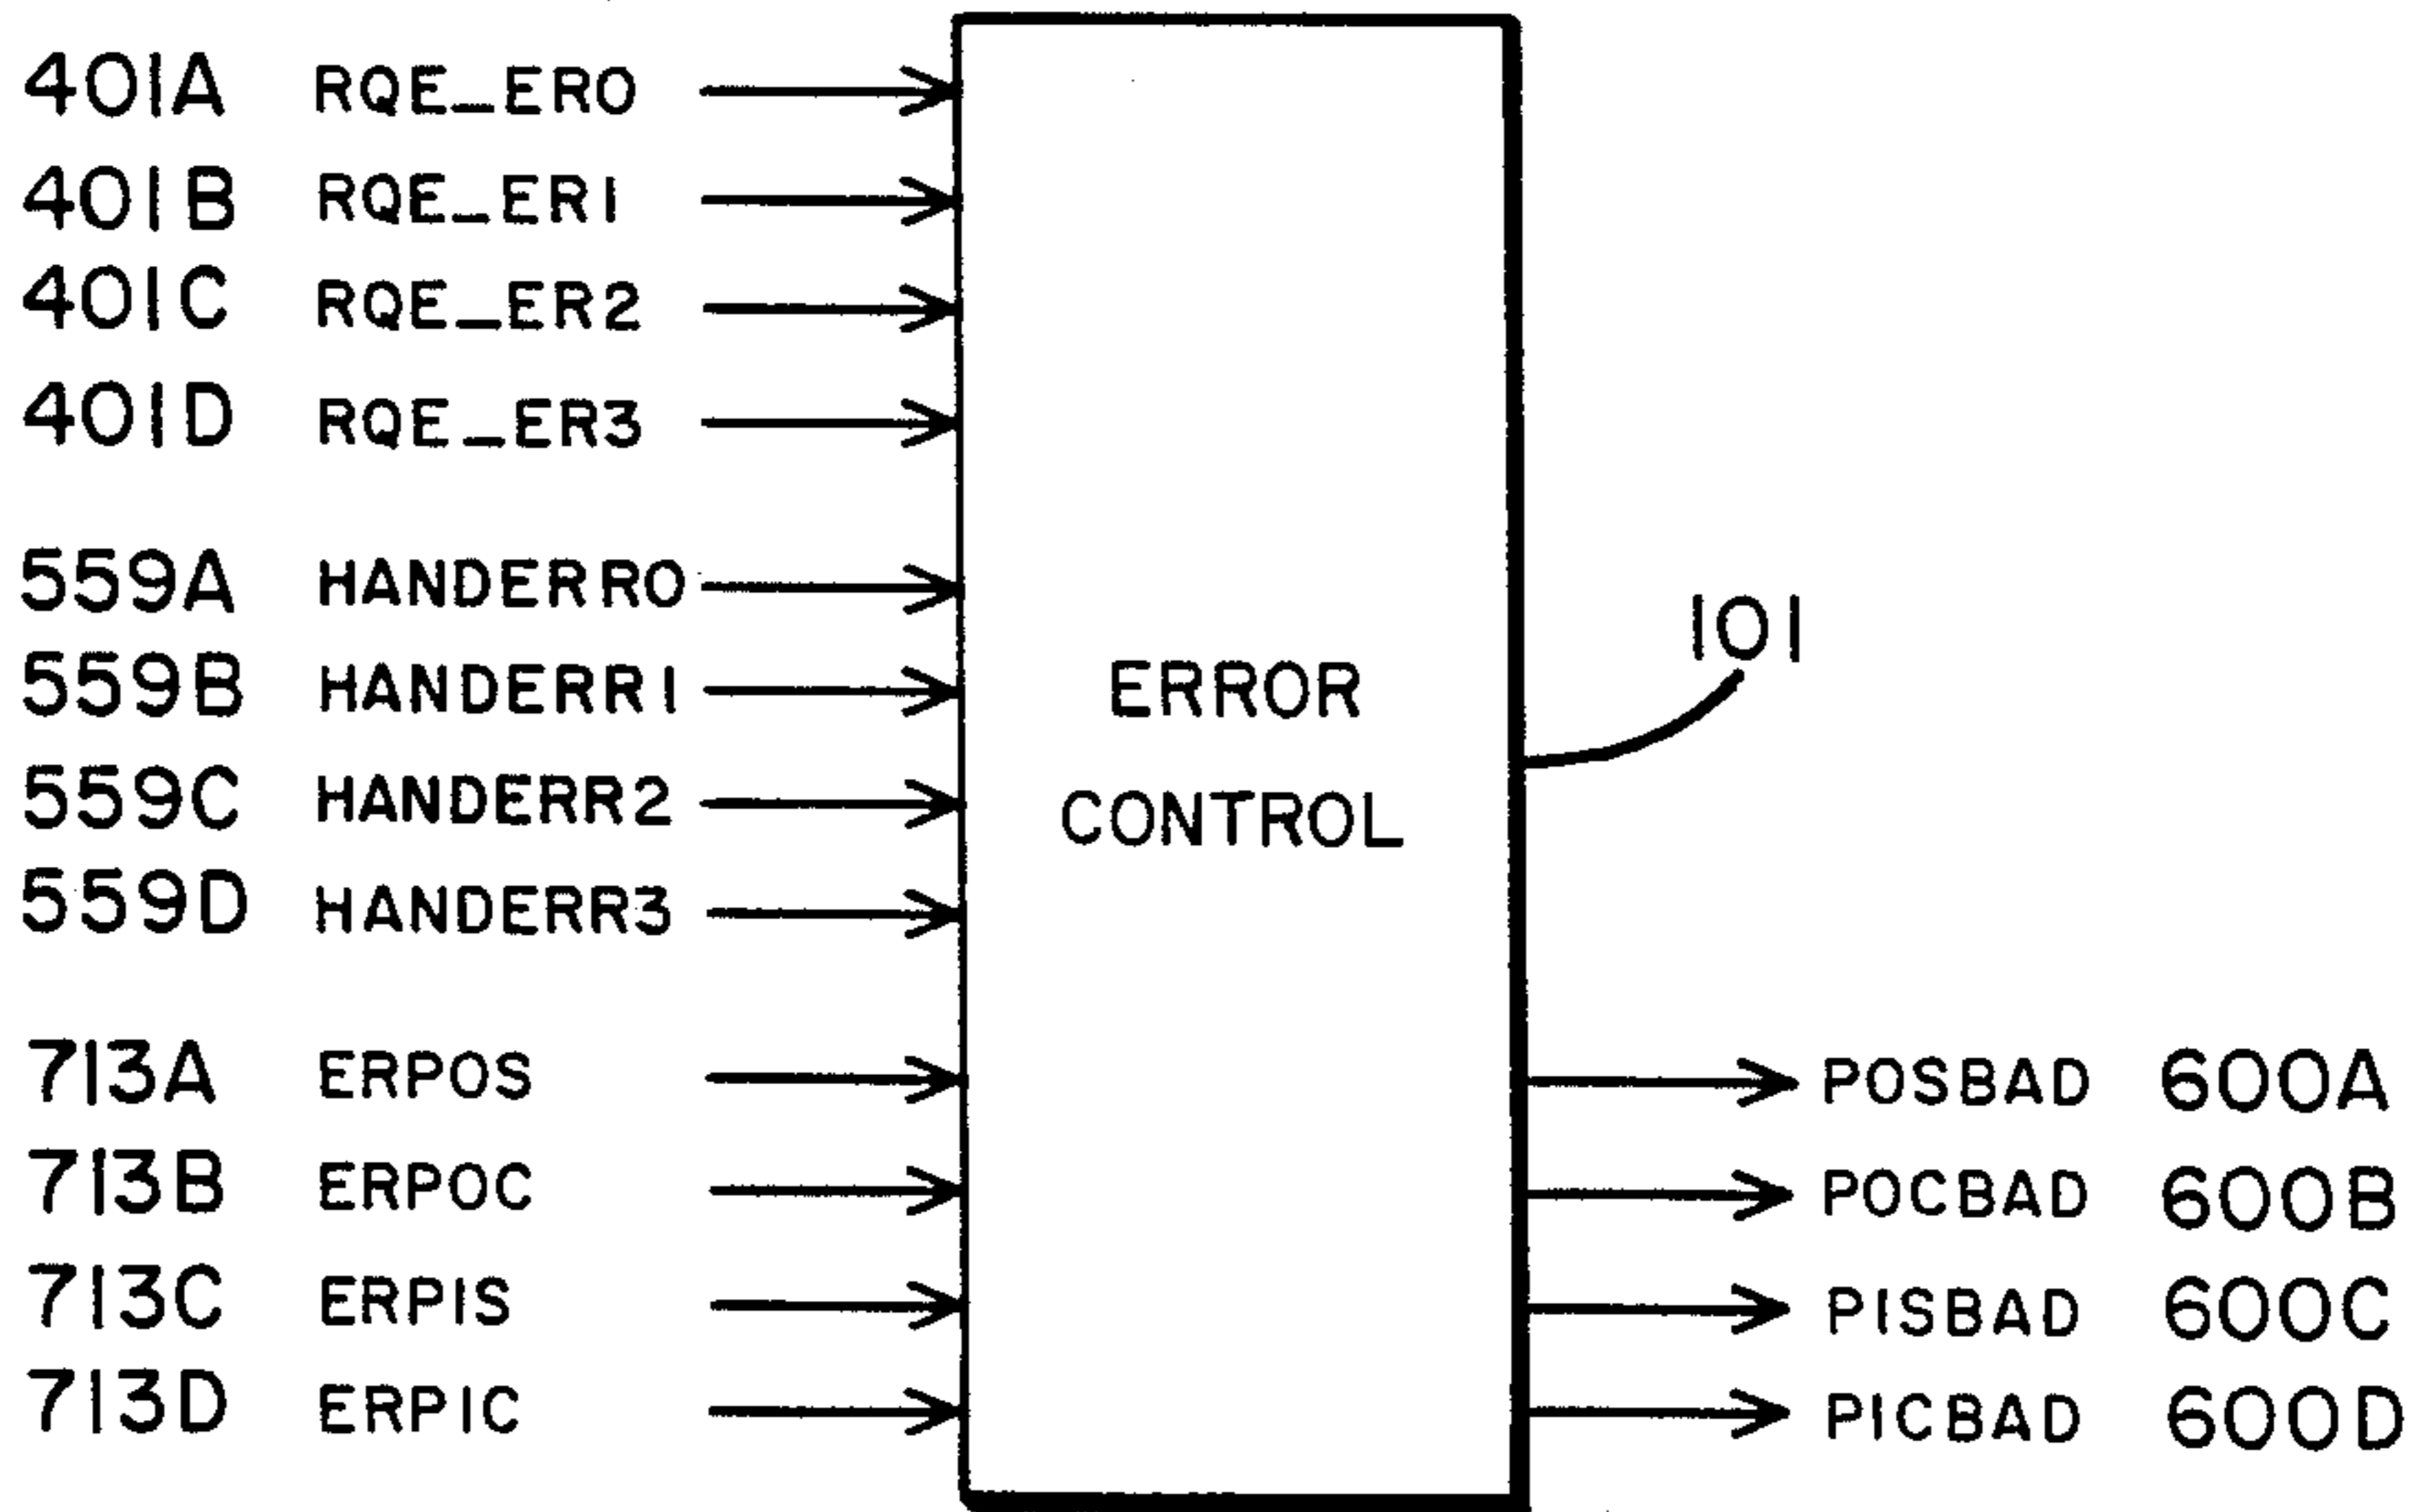 401A RQE_ER0
401B RQE_ER1
401C RQE_ER2
401D RQE_ER3
559A HANDERR0
559B HANDERR1
559C HANDERR2
559D HANDERR3
ERROR
CONTROL
101
713A ERPOS
713B ERPOC
713C ERPIS
713D ERPIC
POSBAD 600A
POCBAD 600B
PISBAD 600C
PICBAD 600D